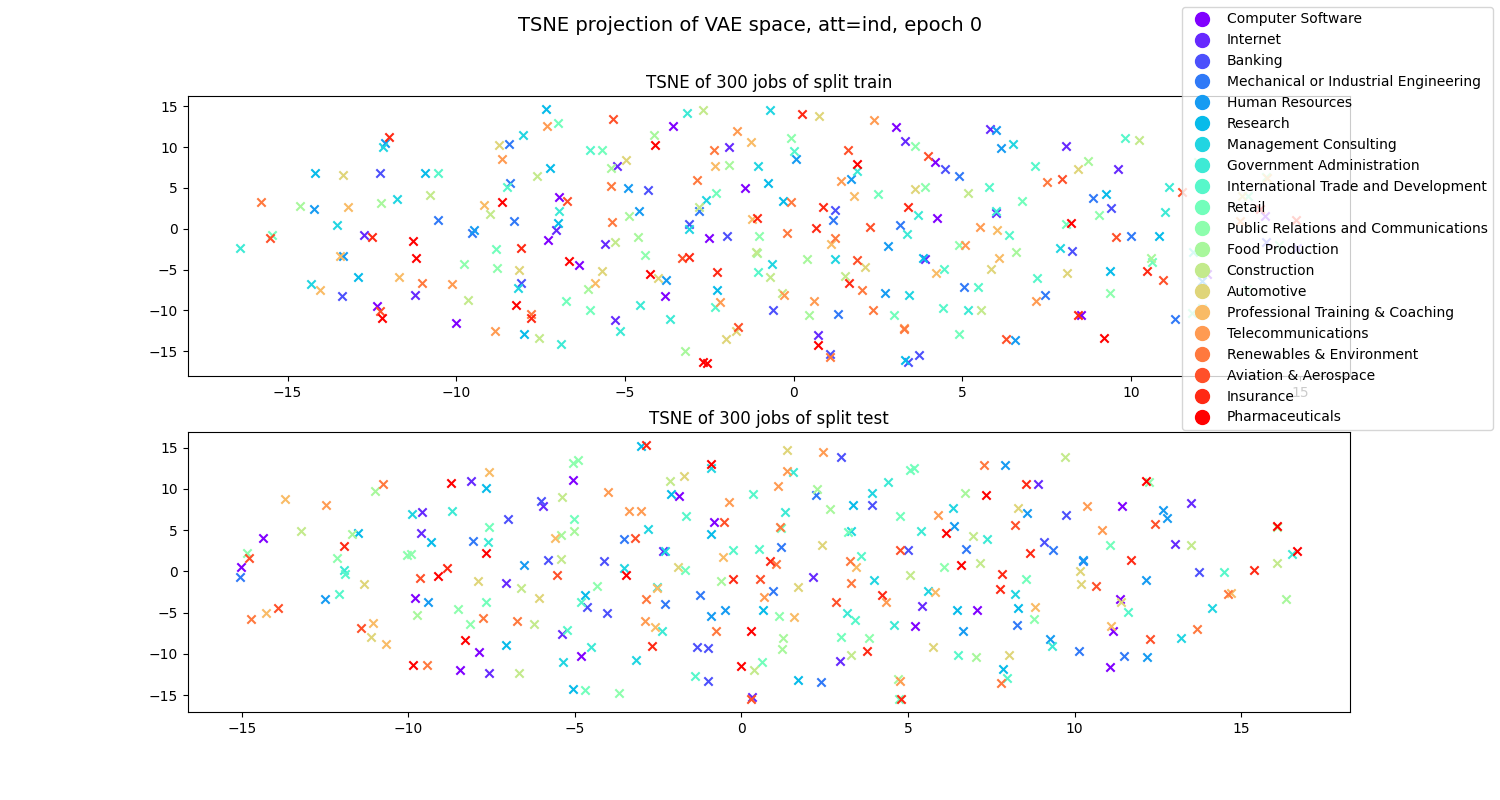 TSNE projection of VAE space, att=ind, epoch 0
TSNE of 300 jobs of split train
15
10
5
0
−5
−10
−15
−15
−10
−5
0
5
10
15
TSNE of 300 jobs of split test
15
10
5
0
−5
−10
−15
−15
−10
−5
0
5
10
15
Computer Software
Internet
Banking
Mechanical or Industrial Engineering
Human Resources
Research
Management Consulting
Government Administration
International Trade and Development
Retail
Public Relations and Communications
Food Production
Construction
Automotive
Professional Training & Coaching
Telecommunications
Renewables & Environment
Aviation & Aerospace
Insurance
Pharmaceuticals